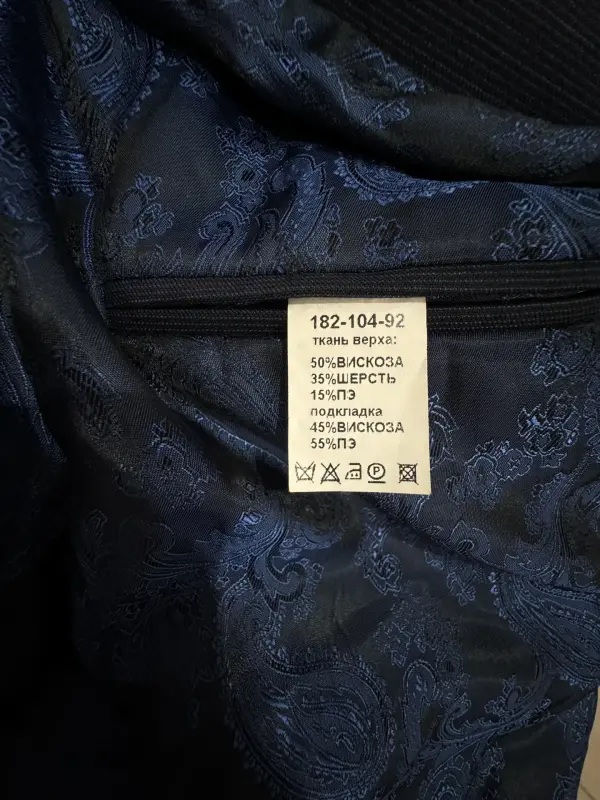 182-104-92
ткань верха:
50%ВИСКОЗА
35%ШЕРСТЬ
15%ПЭ
подкладка
45%ВИСКОЗА
55%ПЭ
P